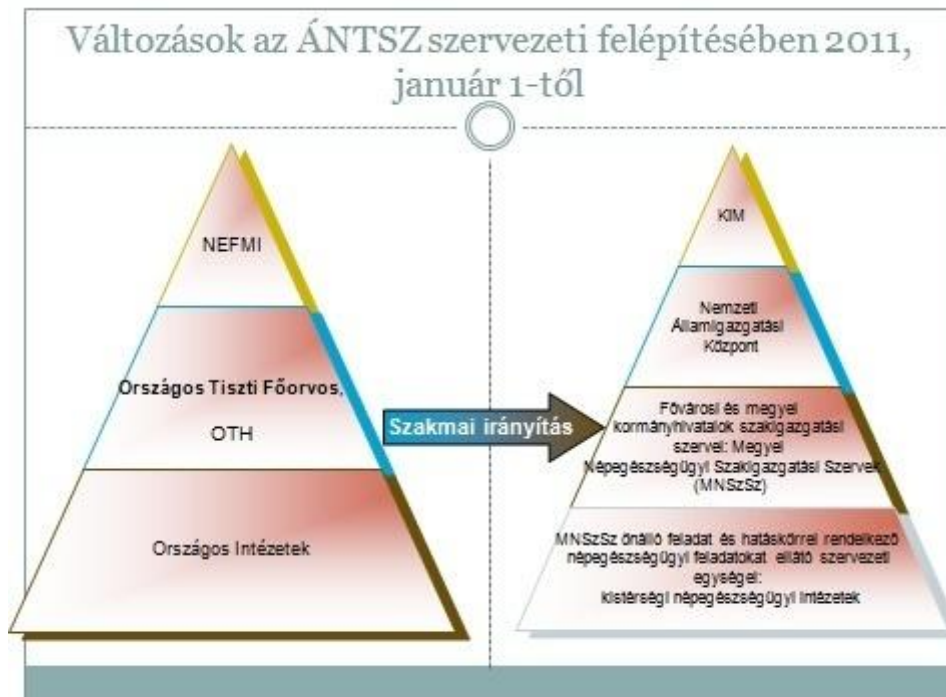 Változások az ÁNTSZ szervezeti felépítésében 2011,
január 1-től
NEFMI
Országos Tiszti Főorvos,
OTH
Országos Intézetek
Szakmai irányítás
KIM
Nemzeti
Államigazgatási
Központ
Fővárosi és megyei
kormányhivatalok szakigazgatási
szervei: Megyei
Népegészségügyi Szakigazgatási Szervek
(MNSzSz)
MNSzSz önálló feladat és hatáskörrel rendelkező
népegészségügyi feladatokat ellátó szervezeti
egységei:
kistérségi népegészségügyi intézetek